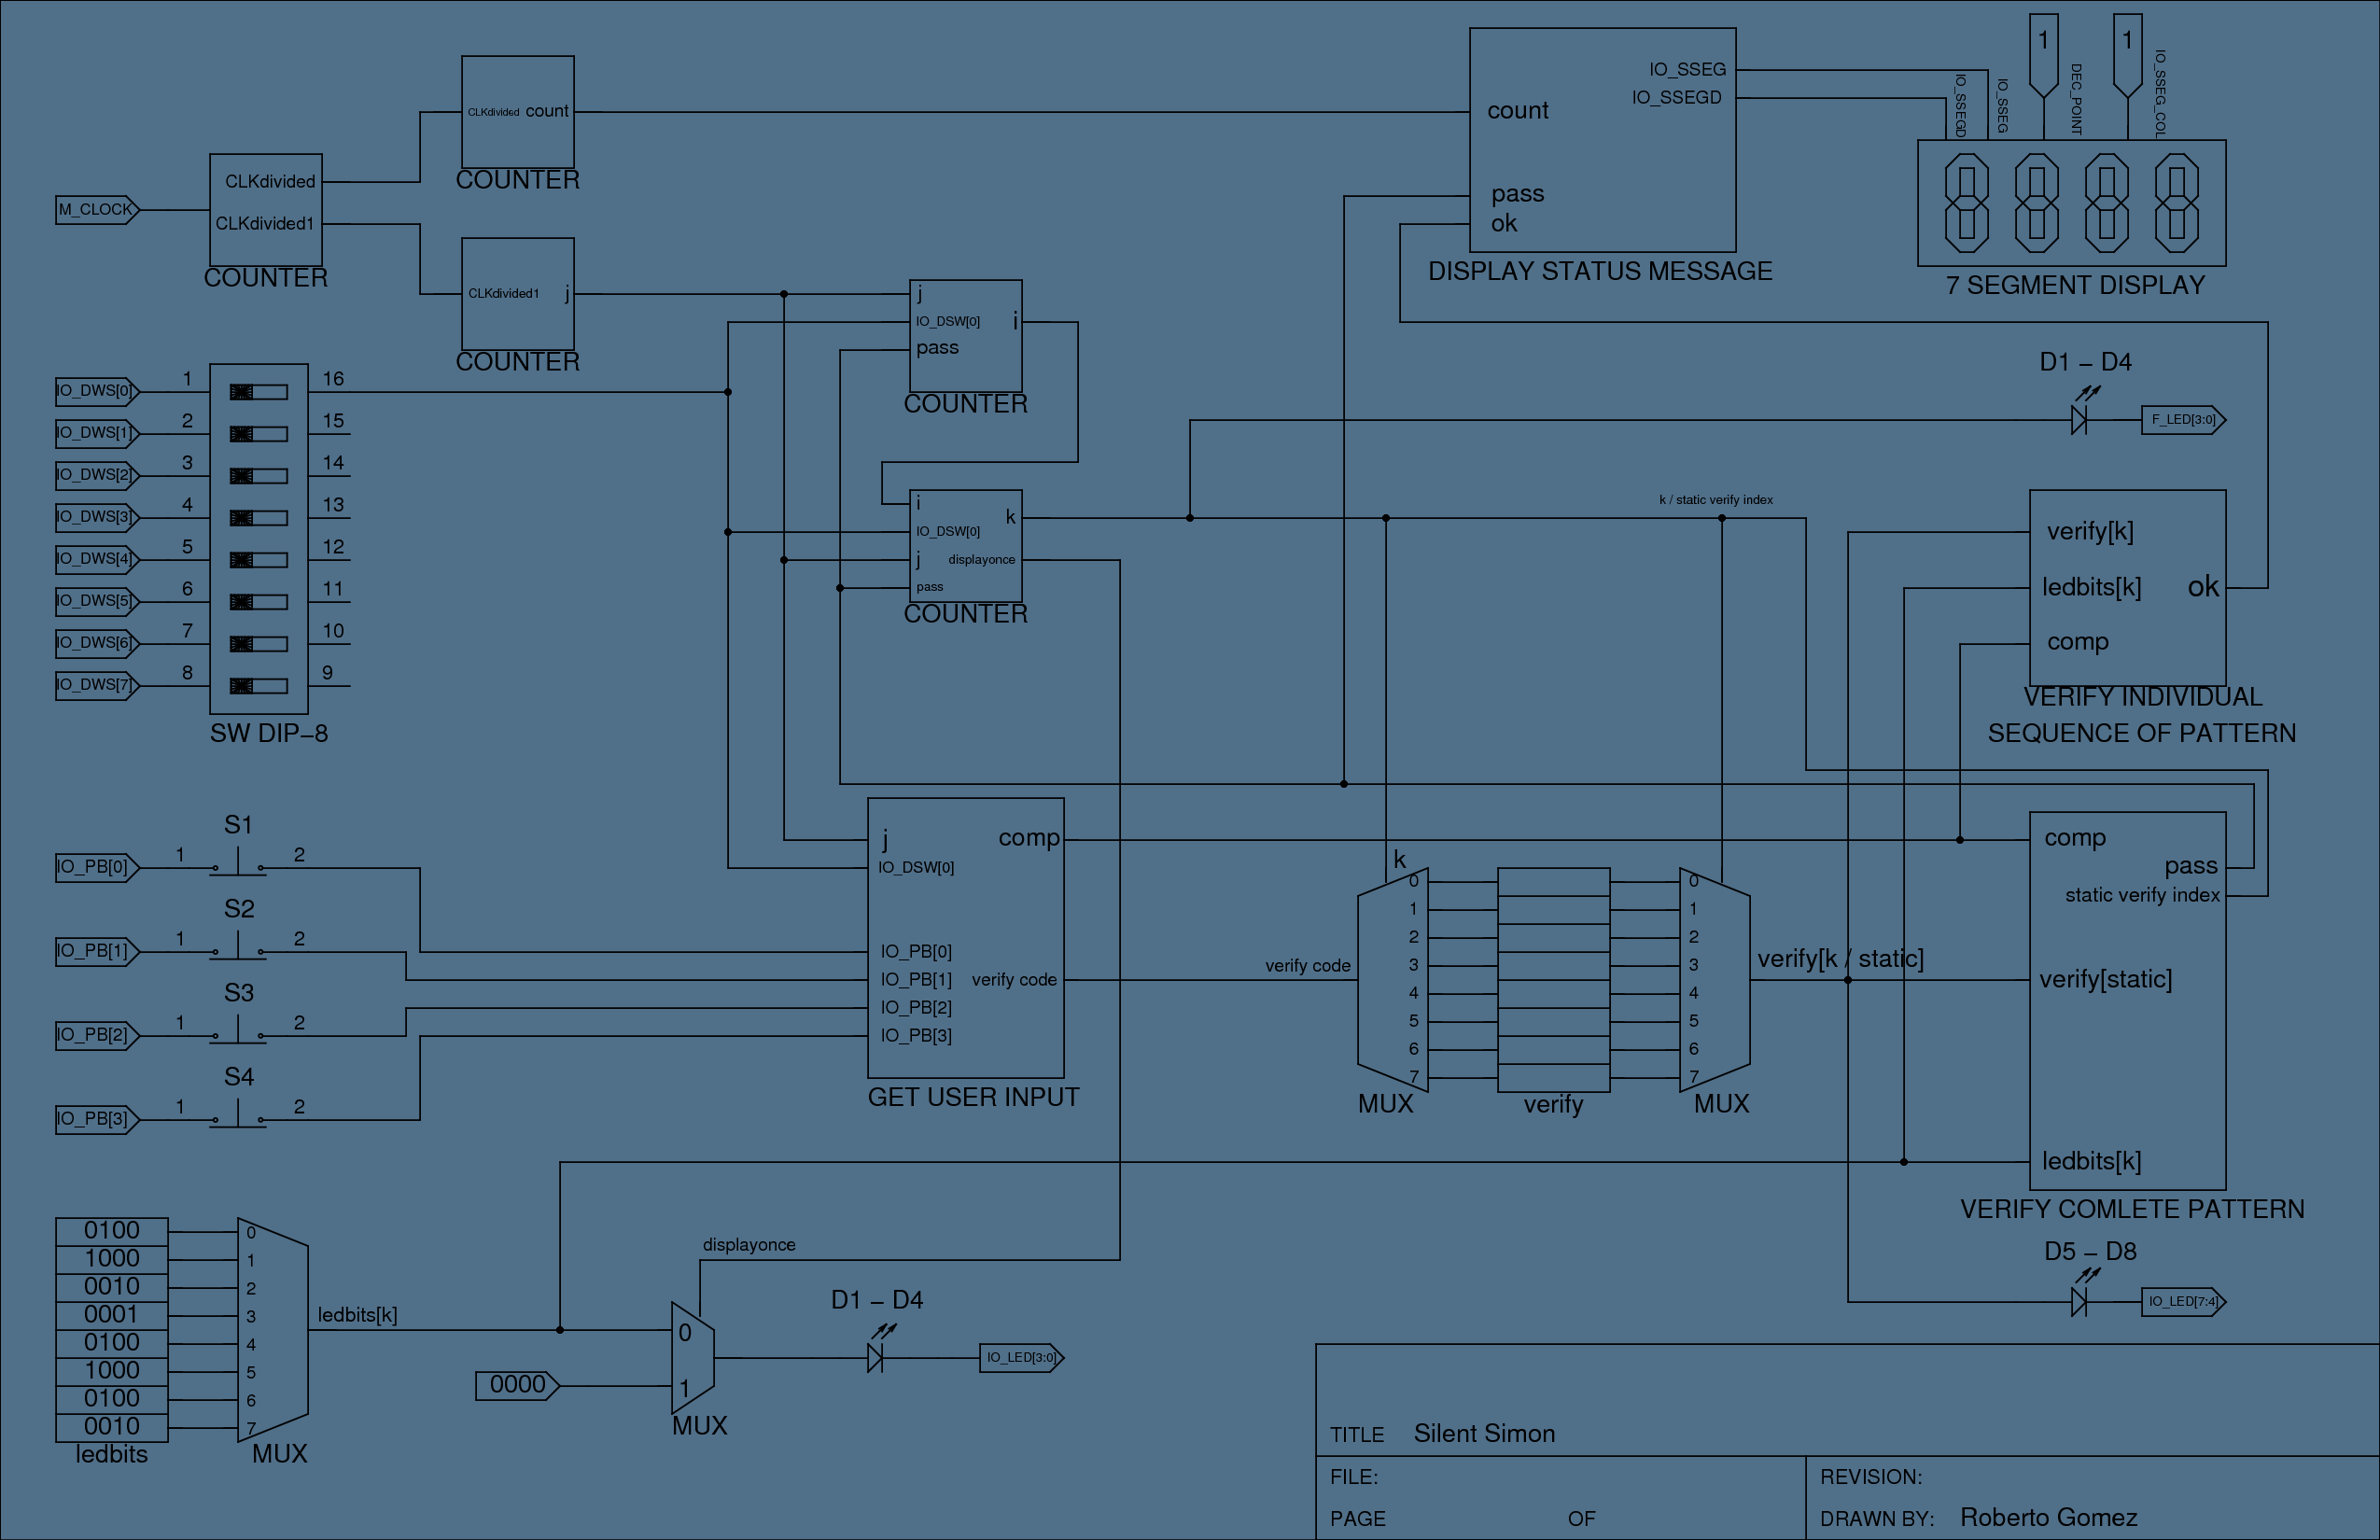 M_CLOCK
CLKdivided
CLKdivided1
COUNTER
CLKdivided count
COUNTER
CLKdivided1 j
COUNTER
j
IO_DSW[0] i
pass
COUNTER
i
k
IO_DSW[0]
j displayonce
pass
COUNTER
IO_SSEG
IO_SSEGD
count
pass
ok
DISPLAY STATUS MESSAGE
1
1
IO_SSEGD
IO_SSEG
DEC_POINT
IO_SSEG_COL
7 SEGMENT DISPLAY
D1 – D4
F_LED[3:0]
IO_DWS[0] 1 16
IO_DWS[1] 2 15
IO_DWS[2] 3 14
IO_DWS[3] 4 13
IO_DWS[4] 5 12
IO_DWS[5] 6 11
IO_DWS[6] 7 10
IO_DWS[7] 8 9
SW DIP–8
k / static verify index
verify[k]
ledbits[k] ok
comp
VERIFY INDIVIDUAL
SEQUENCE OF PATTERN
S1
IO_PB[0] 1 2
S2
IO_PB[1] 1 2
S3
IO_PB[2] 1 2
S4
IO_PB[3] 1 2
j comp
IO_DSW[0]
IO_PB[0]
IO_PB[1] verify code
IO_PB[2]
IO_PB[3]
GET USER INPUT
verify code
k
0
1
2
3
4
5
6
7
MUX
verify
0
1
2
3
4
5
6
7
MUX
verify[k / static]
comp
pass
static verify index
verify[static]
ledbits[k]
VERIFY COMLETE PATTERN
D5 – D8
IO_LED[7:4]
0100 0
1000 1
0010 2
0001 3
0100 4
1000 5
0100 6
0010 7
ledbits MUX
ledbits[k]
displayonce
0000
0
1
MUX
D1 – D4
IO_LED[3:0]
TITLE Silent Simon
FILE: REVISION:
PAGE OF DRAWN BY: Roberto Gomez